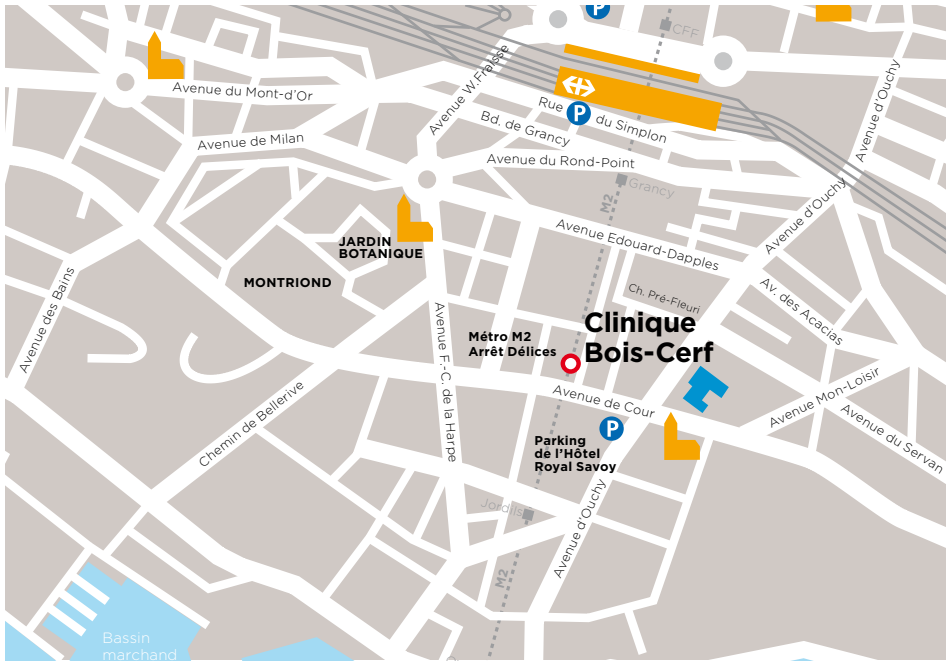 P
CFF
Avenue W.Fraisse
Avenue du Mont-d'Or
Rue
P
du Simplon
Avenue d'Ouchy
Bd. de Grancy
Avenue de Milan
Avenue du Rond-Point
Grancy
M2
Avenue d'Ouchy
JARDIN
BOTANIQUE
Avenue Edouard-Dapples
MONTRIOND
Ch. Pré-Fleuri
Av. des Acacias
Avenue des Bains
Clinique
Bois-Cerf
Métro M2
Arrêt Délices
Avenue F.-C. de la Harpe
Avenue de Cour
Avenue Mon-Loisir
Avenue du Servan
Chemin de Bellerive
P
Parking
de l'Hôtel
Royal Savoy
Jordils
Avenue d'Ouchy
M2
Bassin
marchand